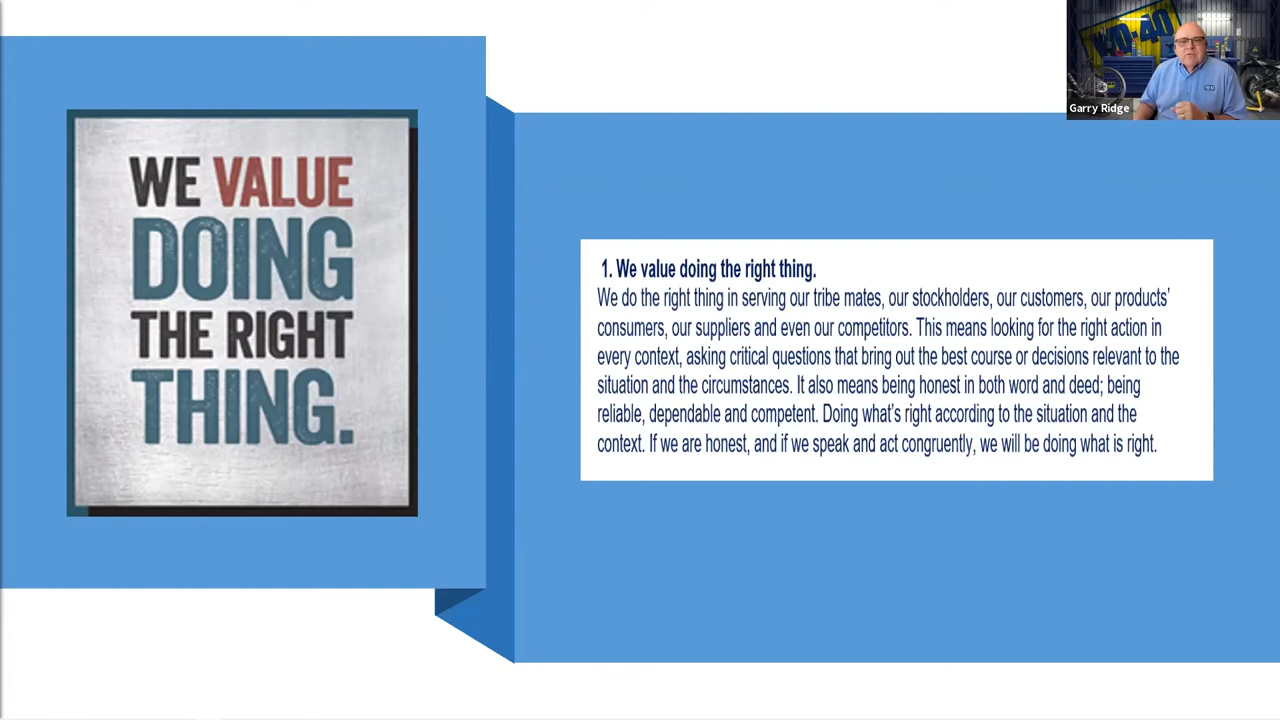 WE VALUE
DOING
THE RIGHT
THING.
WD-40
Garry Ridge
1. We value doing the right thing.
We do the right thing in serving our tribe mates, our stockholders, our customers, our products’
consumers, our suppliers and even our competitors. This means looking for the right action in
every context, asking critical questions that bring out the best course or decisions relevant to the
situation and the circumstances. It also means being honest in both word and deed; being
reliable, dependable and competent. Doing what’s right according to the situation and the
context. If we are honest, and if we speak and act congruently, we will be doing what is right.